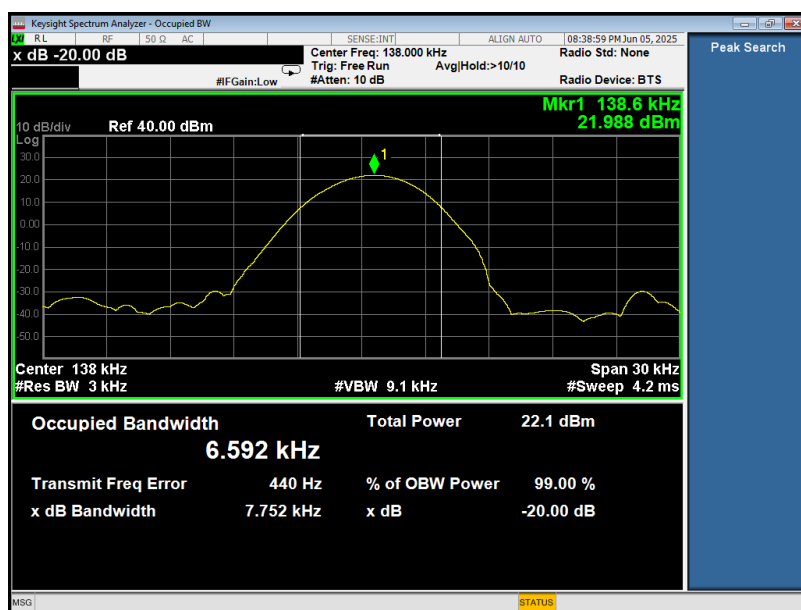 Keysight Spectrum Analyzer - Occupied BW
LXI RL RF 50 Ω AC SENSE:INT ALIGN AUTO 08:38:59 PM Jun 05, 2025
x dB -20.00 dB
Center Freq: 138.000 kHz Radio Std: None
Trig: Free Run Avg|Hold:>10/10
#IFGain:Low #Atten: 10 dB Radio Device: BTS
Peak Search
Mkr1 138.6 kHz
10 dB/div Ref 40.00 dBm 21.988 dBm
Log
1
30.0
20.0
10.0
0.00
-10.0
-20.0
-30.0
-40.0
-50.0
Center 138 kHz Span 30 kHz
#Res BW 3 kHz #VBW 9.1 kHz #Sweep 4.2 ms
Occupied Bandwidth Total Power 22.1 dBm
6.592 kHz
Transmit Freq Error 440 Hz % of OBW Power 99.00 %
x dB Bandwidth 7.752 kHz x dB -20.00 dB
MSG STATUS